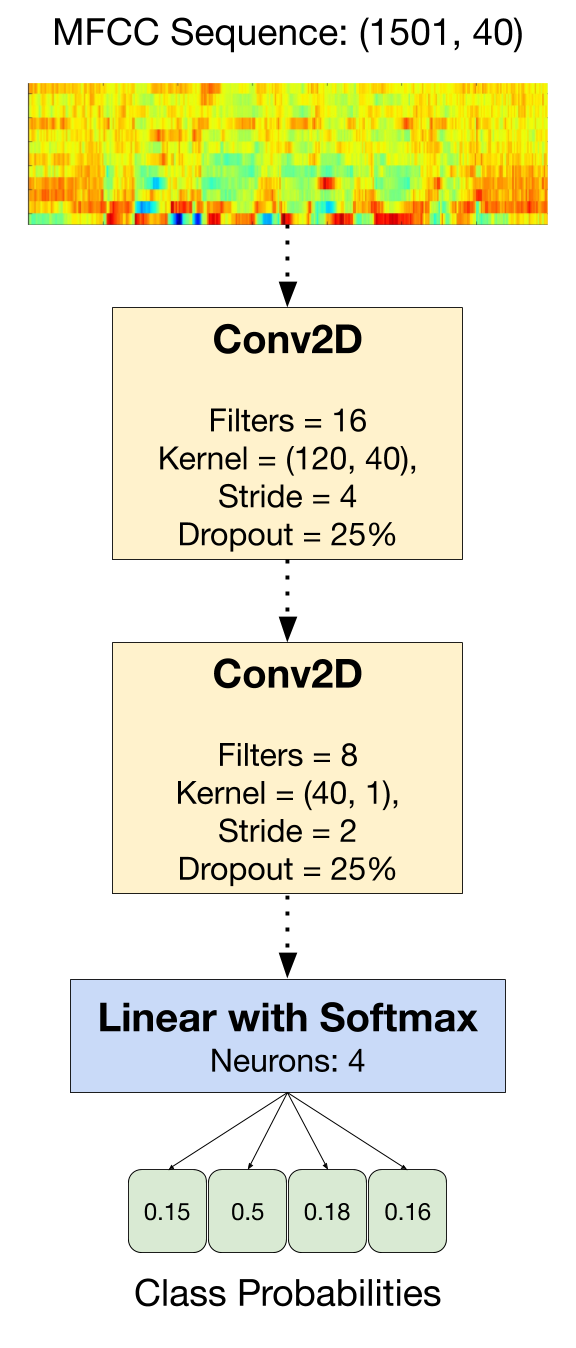 MFCC Sequence: (1501, 40)
Conv2D
Filters = 16
Kernel = (120, 40),
Stride = 4
Dropout = 25%
Conv2D
Filters = 8
Kernel = (40, 1),
Stride = 2
Dropout = 25%
Linear with Softmax
Neurons: 4
0.15 0.5 0.18 0.16
Class Probabilities